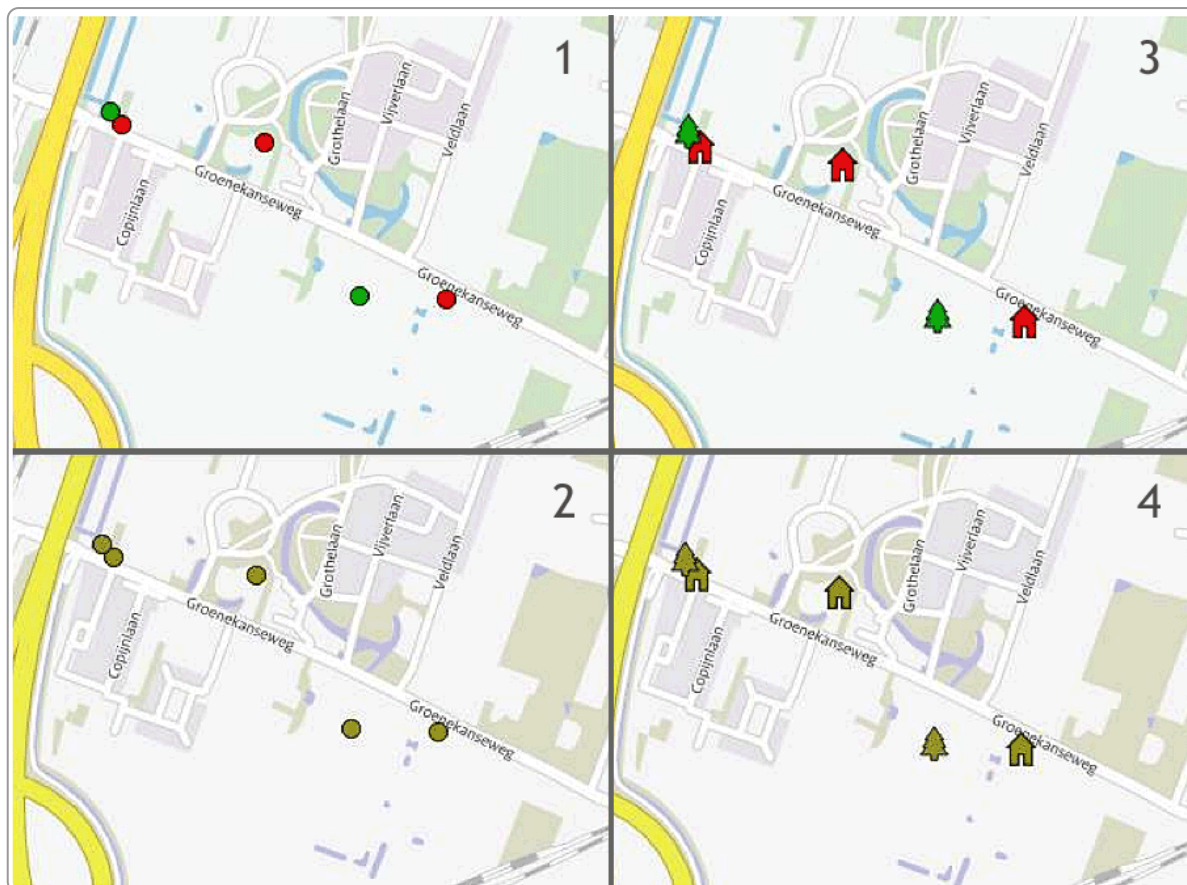 1
Grothelaan
Vijverlaan
Veldlaan
Groenekanseweg
Copijnlaan
Groenekanseweg
3
Grothelaan
Vijverlaan
Veldlaan
Groenekanseweg
Copijnlaan
Groenekanseweg
2
Grothelaan
Vijverlaan
Veldlaan
Groenekanseweg
Copijnlaan
Groenekanseweg
4
Grothelaan
Vijverlaan
Veldlaan
Groenekanseweg
Copijnlaan
Groenekanseweg